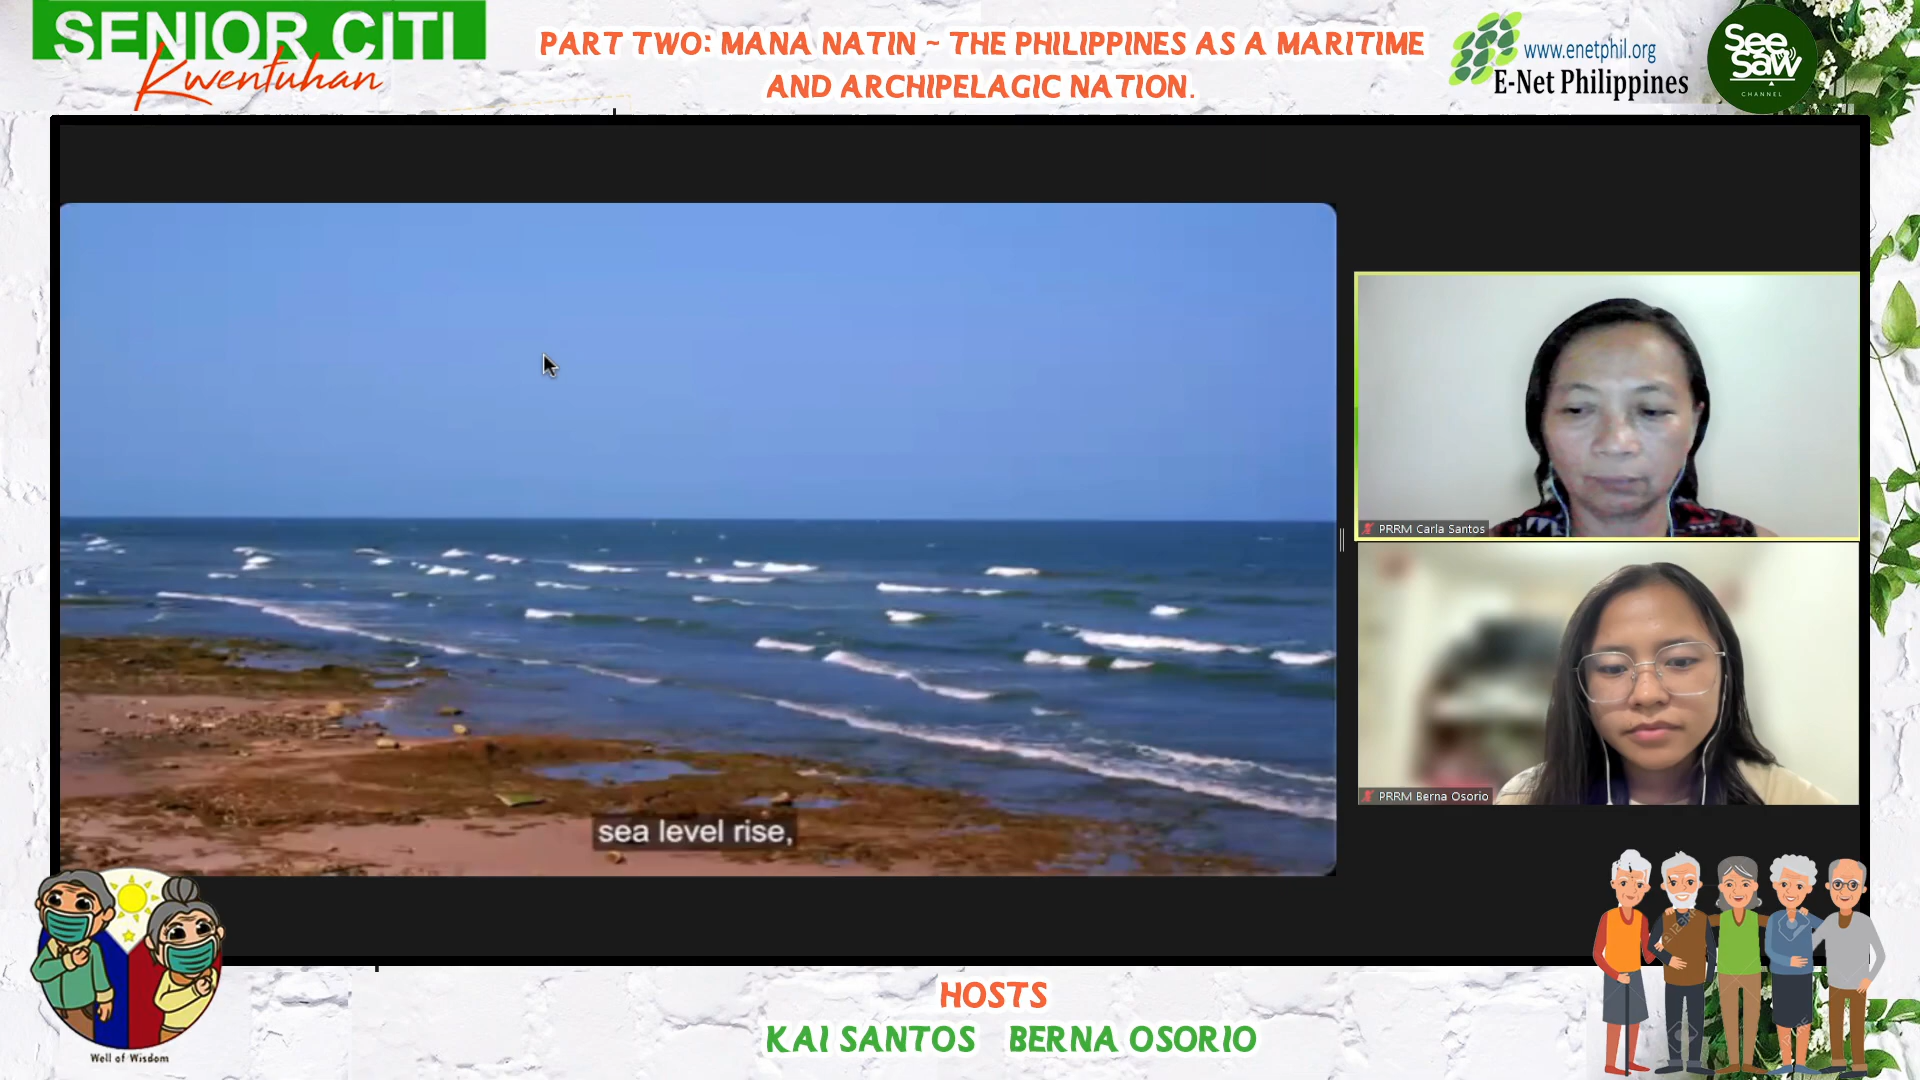 SENIOR CITI
Kwentuhan
PART TWO: MANA NATIN ~ THE PHILIPPINES AS A MARITIME
AND ARCHIPELAGIC NATION.
www.enetphil.org
E-Net Philippines
See
Saw
CHANNEL
PRRM Carla Santos
PRRM Berna Osorio
sea level rise,
Well of Wisdom
HOSTS
KAI SANTOS BERNA OSORIO